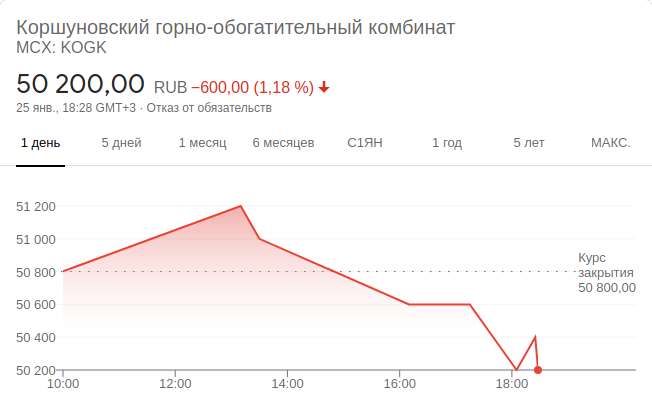 Коршуновский горно-обогатительный комбинат
MCX: KOGK
50 200,00 RUB −600,00 (1,18 %)
25 янв., 18:28 GMT+3 · Отказ от обязательств
1 день 5 дней 1 месяц 6 месяцев С1ЯН 1 год 5 лет МАКС.
51 200
51 000
50 800
50 600
50 400
50 200
Курс
закрытия
50 800,00
10:00 12:00 14:00 16:00 18:00